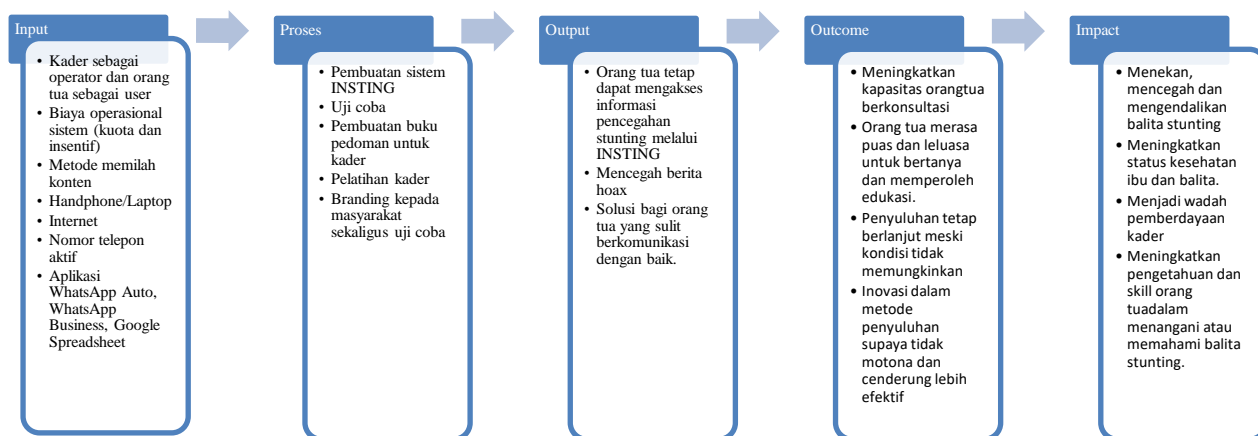 Input
• Kader sebagai
operator dan orang
tua sebagai user
• Biaya operasional
sistem (kuota dan
insentif)
• Metode memilah
konten
• Handphone/Laptop
• Internet
• Nomor telepon
aktif
• Aplikasi
WhatsApp Auto,
WhatsApp
Business, Google
Spreadsheet
Proses
• Pembuatan sistem
INSTING
• Uji coba
• Pembuatan buku
pedoman untuk
kader
• Pelatihan kader
• Branding kepada
masyarakat
sekaligus uji coba
Output
• Orang tua tetap
dapat mengakses
informasi
pencegahan
stunting melalui
INSTING
• Mencegah berita
hoax
• Solusi bagi orang
tua yang sulit
berkomunikasi
dengan baik.
Outcome
• Meningkatkan
kapasitas orangtua
berkonsultasi
• Orang tua merasa
puas dan leluasa
untuk bertanya
dan memperoleh
edukasi.
• Penyuluhan tetap
berlanjut meski
kondisi tidak
memungkinkan
• Inovasi dalam
metode
penyuluhan
supaya tidak
motona dan
cenderung lebih
efektif
Impact
• Menekan,
mencegah dan
mengendalikan
balita stunting
• Meningkatkan
status kesehatan
ibu dan balita.
• Menjadi wadah
pemberdayaan
kader
• Meningkatkan
pengetahuan dan
skill orang
tuadalam
menangani atau
memahami balita
stunting.